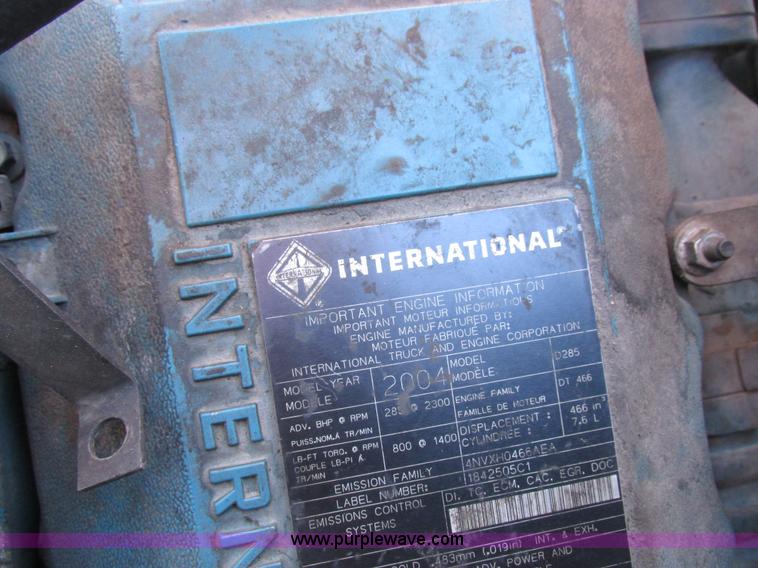 INTERN
INTERNATIONAL
INTERNATIONAL®
IMPORTANT ENGINE INFORMATION
IMPORTANT MOTEUR INFORMATIONS
ENGINE MANUFACTURED BY:
MOTEUR FABRIQUÉ PAR:
INTERNATIONAL TRUCK AND ENGINE CORPORATION
MODEL YEAR 2004 MODEL D285
MODELE: MODÈLE:
ADV. BHP @ RPM 285 @ 2300 ENGINE FAMILY DT 466
PUISS.NOM.A TR/MIN FAMILLE DE MOTEUR
LB-FT TORQ. @ RPM 800 @ 1400 DISPLACEMENT : 466 in³
COUPLE LB-PI A CYLINDRÉE : 7.6 L
TR/MIN
EMISSION FAMILY 4NVXH0466AEA
LABEL NUMBER: 1842505C1
EMISSIONS CONTROL DI, TC, ECM, CAC, EGR, DOC
SYSTEMS
.483mm (.019in) INT. & EXH.
ADV. POWER AND
www.purplewave.com